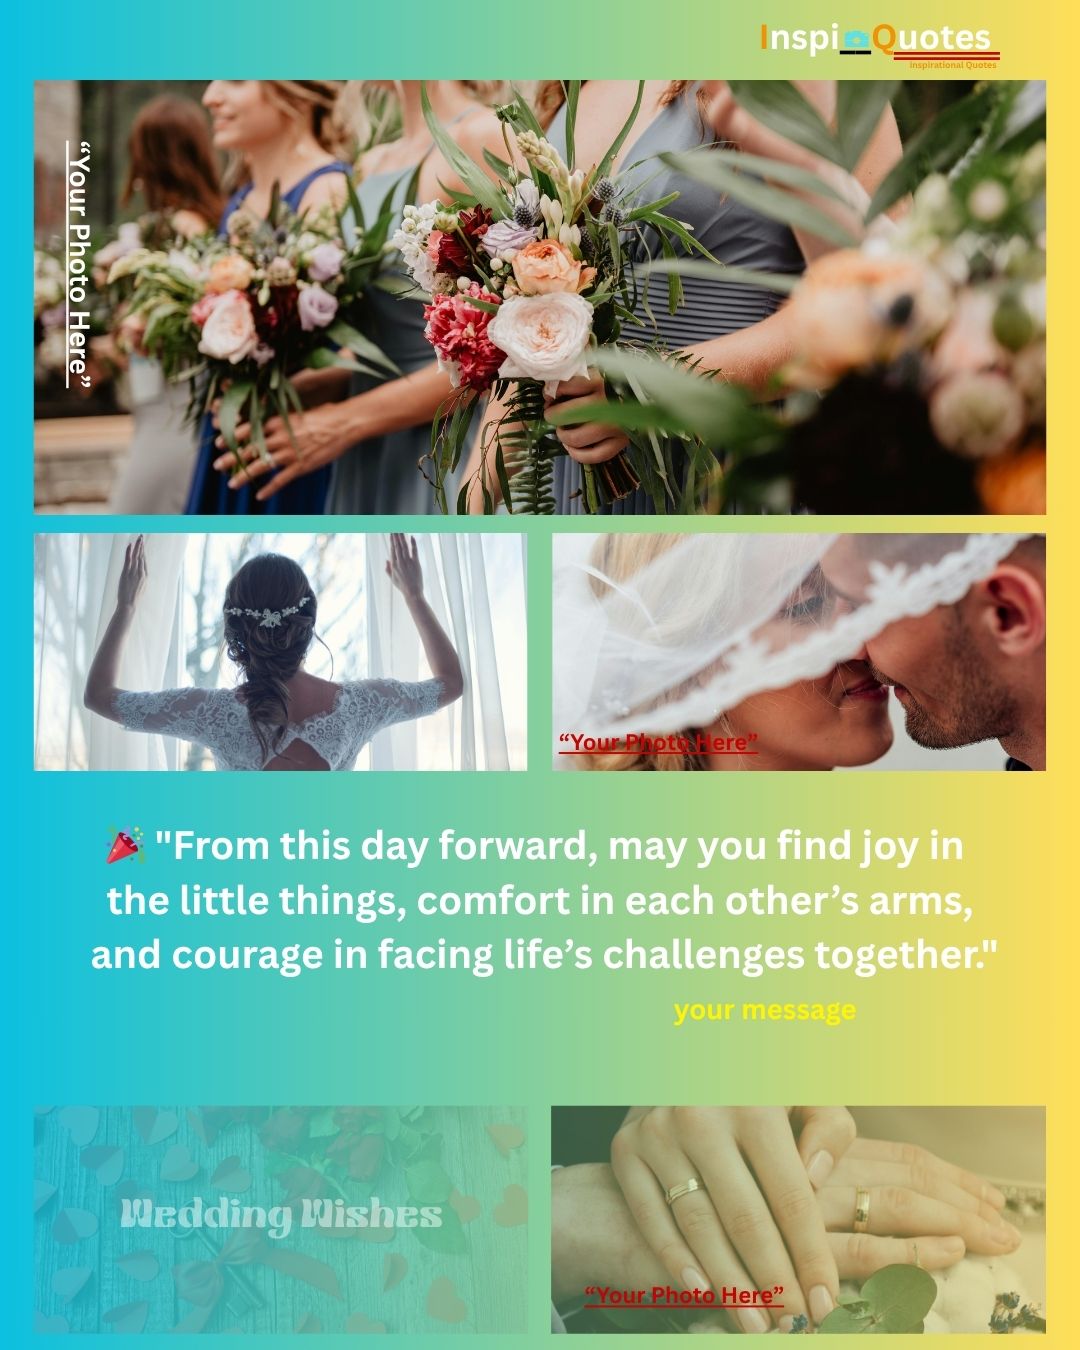 InspiQuotes
Inspirational Quotes
“Your Photo Here”
“Your Photo Here”
🎉 "From this day forward, may you find joy in
the little things, comfort in each other’s arms,
and courage in facing life’s challenges together."
your message
Wedding Wishes
“Your Photo Here”